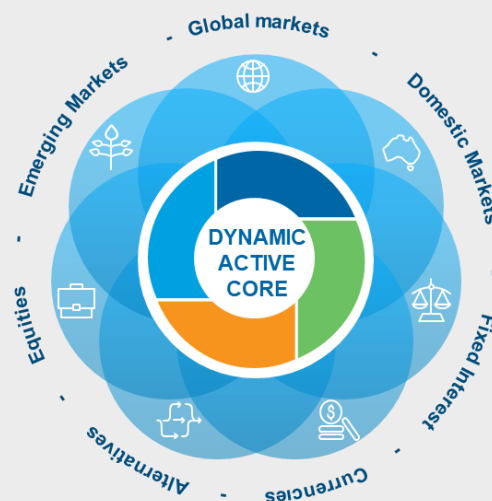 Global markets
Domestic Markets
Fixed Interest
Currencies
Alternatives
Equities
Emerging Markets
DYNAMIC
ACTIVE
CORE
$